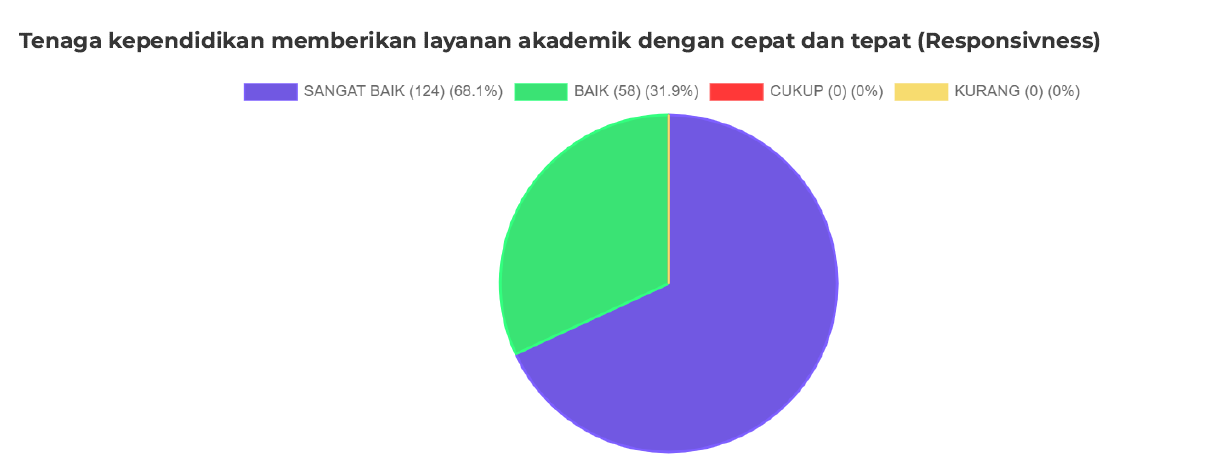 Tenaga kependidikan memberikan layanan akademik dengan cepat dan tepat (Responsivness)
SANGAT BAIK (124) (68.1%) BAIK (58) (31.9%) CUKUP (0) (0%) KURANG (0) (0%)